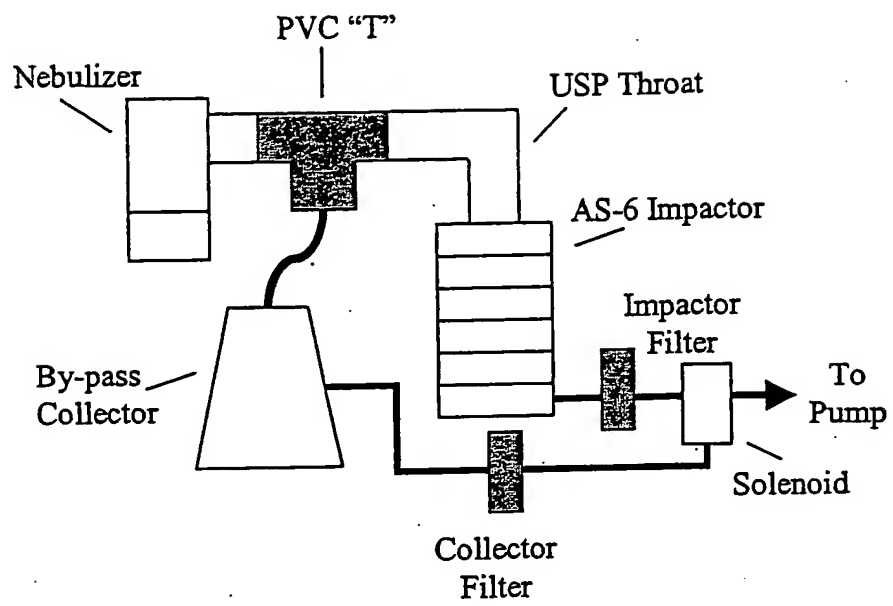 PVC “T”
Nebulizer
USP Throat
AS-6 Impactor
Impactor
Filter
By-pass
Collector
To
Pump
Solenoid
Collector
Filter